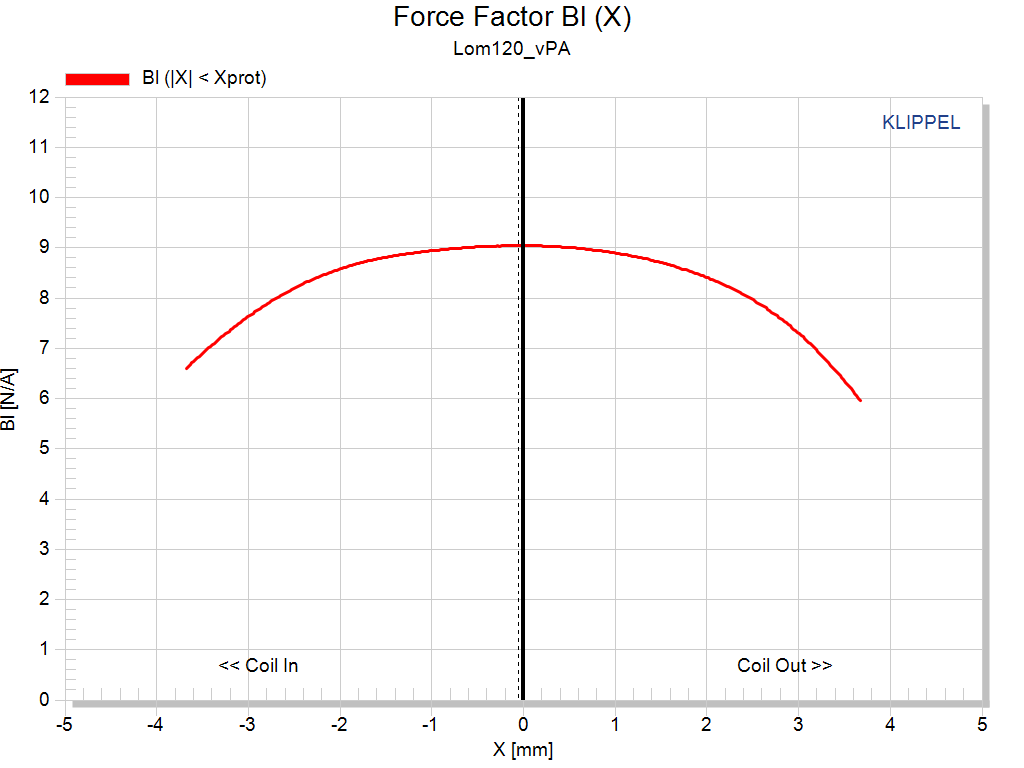 Force Factor Bl (X)
Lom120_vPA
Bl (|X| < Xprot)
KLIPPEL
12
11
10
9
8
7
6
5
4
3
2
1
0
Bl [N/A]
<< Coil In
Coil Out >>
-5 -4 -3 -2 -1 0 1 2 3 4 5
X [mm]